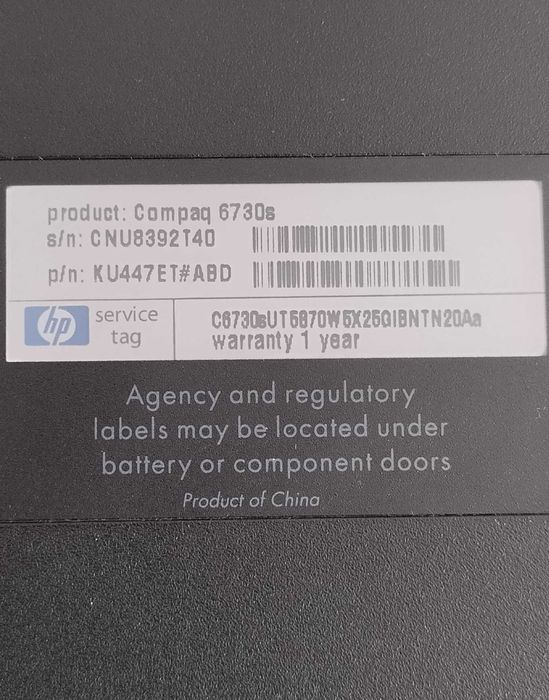 product: Compaq 6730s
s/n: CNU8392T40
p/n: KU447ET#ABD
hp
service
tag
C6730sUT5870W5X25QIBNTN20Aa
warranty 1 year
Agency and regulatory
labels may be located under
battery or component doors
Product of China